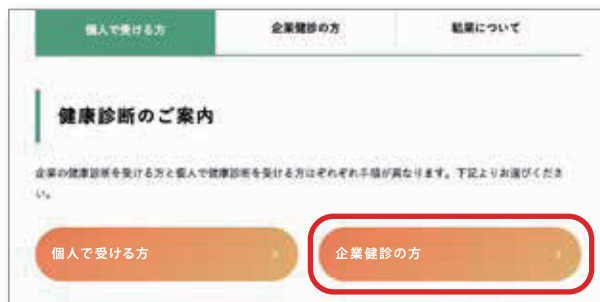 個人で受ける方
企業健診の方
結果について
健康診断のご案内
企業の健康診断を受ける方と個人で健康診断を受ける方はそれぞれ手順が異なります。下記よりお選びくださ
い。
個人で受ける方
企業健診の方